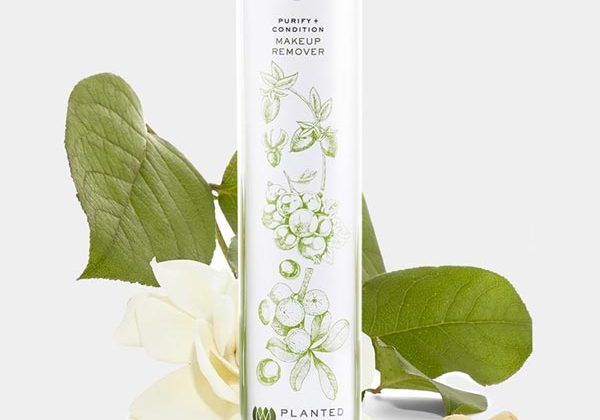 PURIFY +
CONDITION
MAKEUP
REMOVER
PLANTED